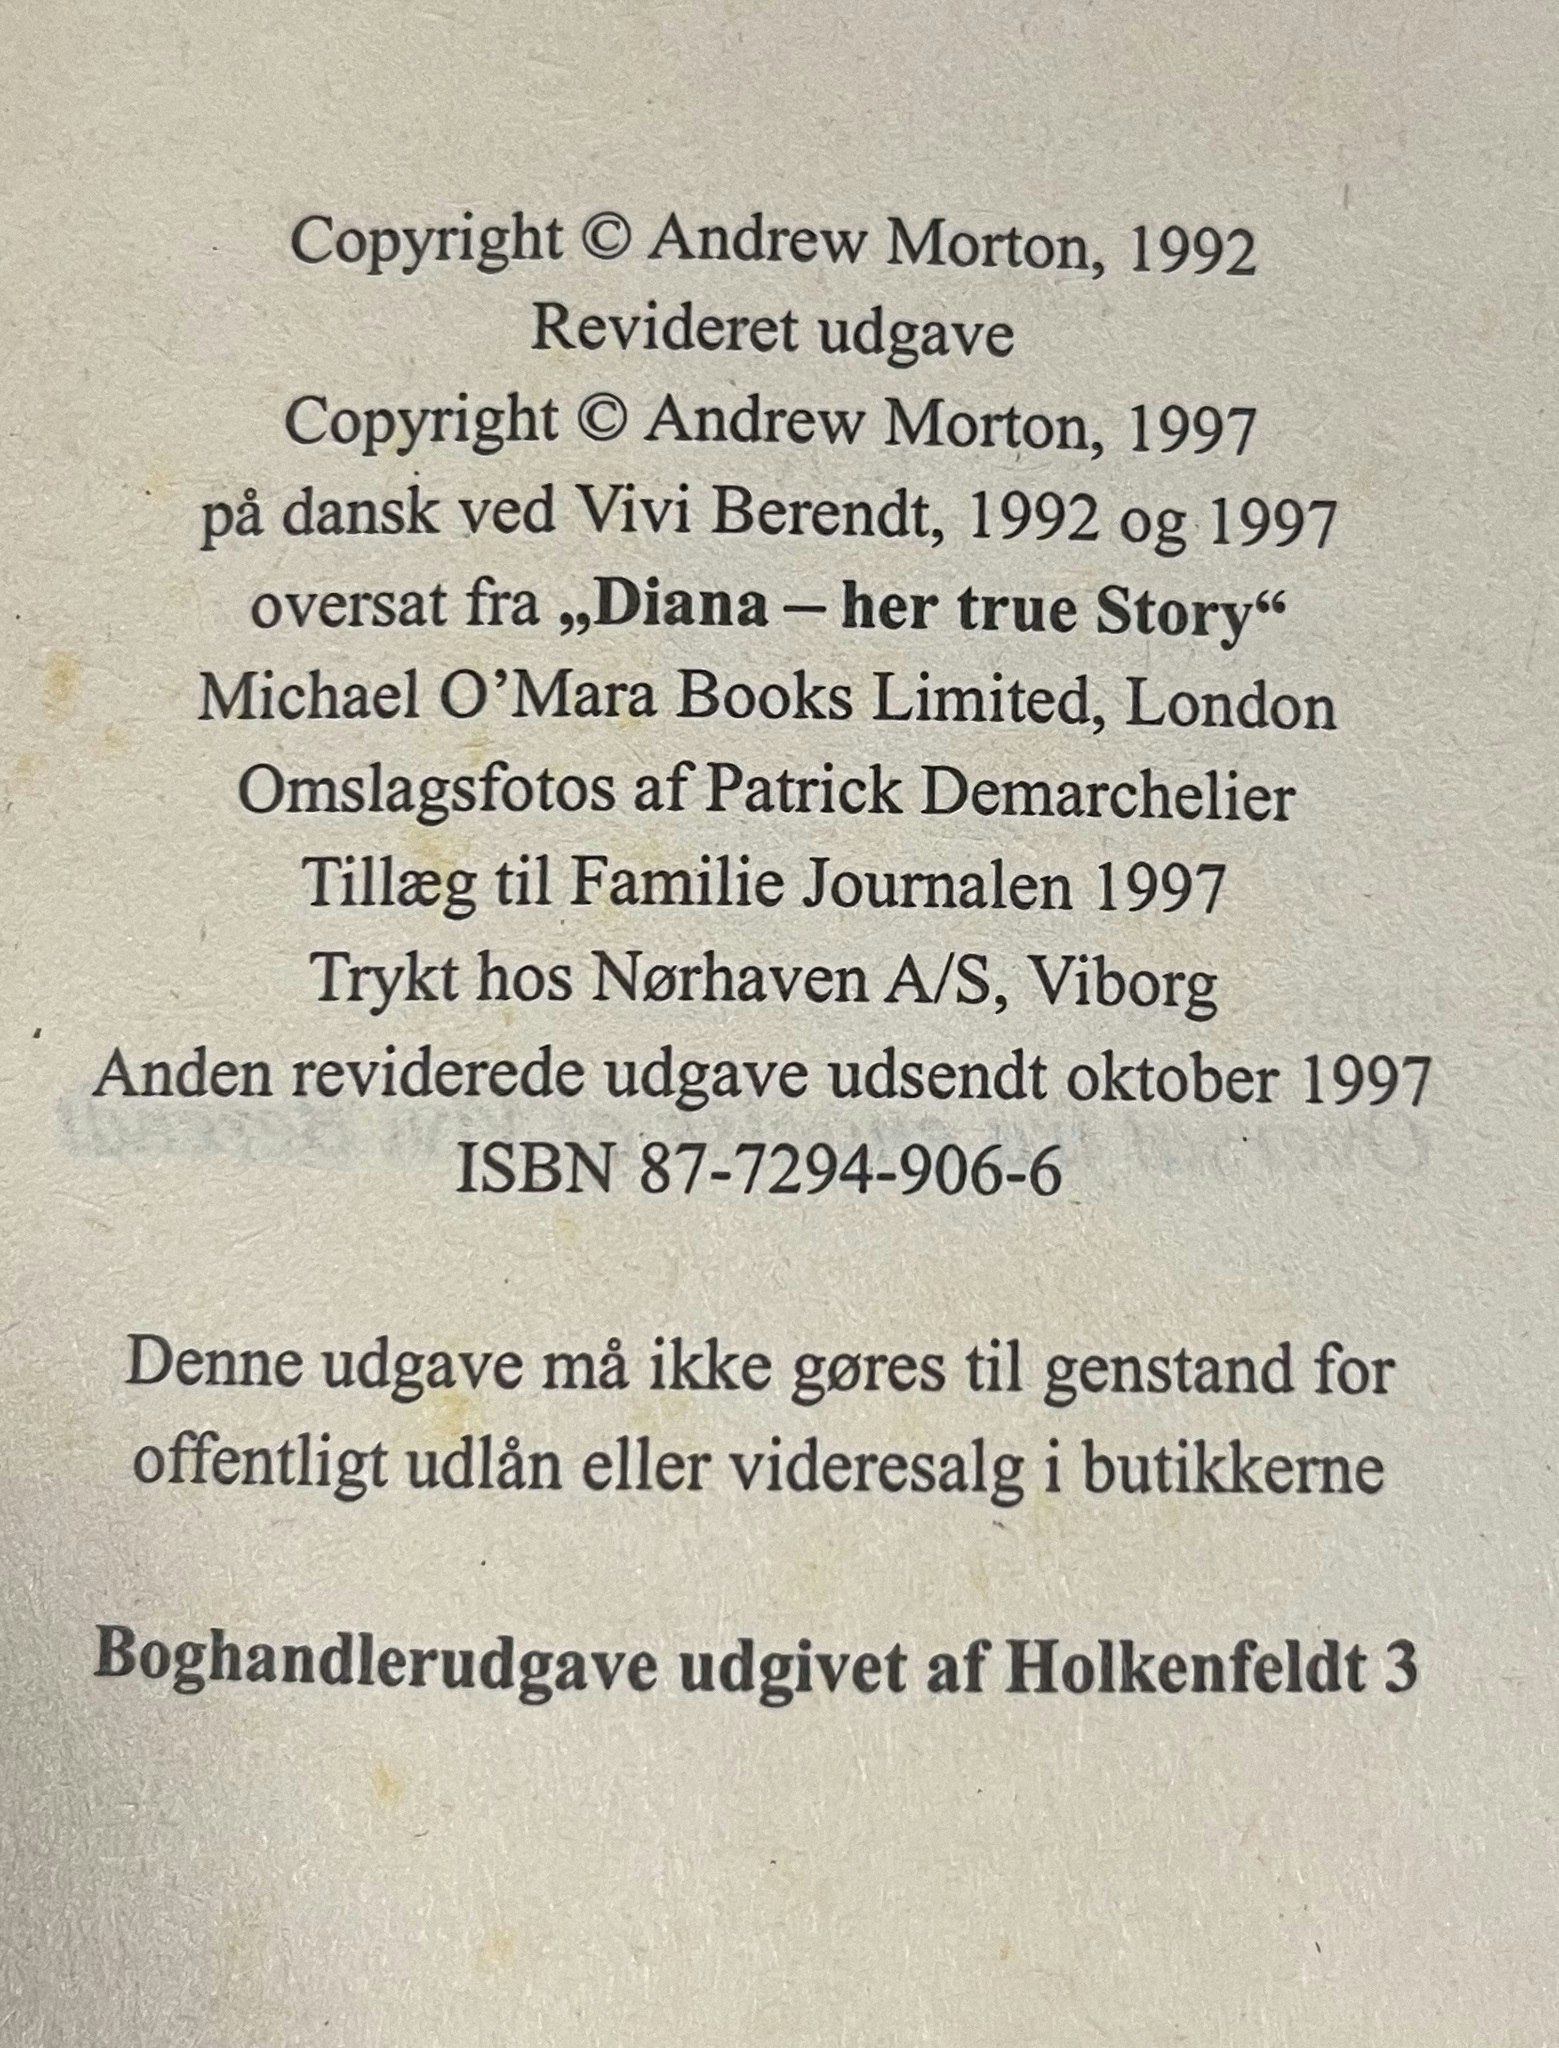 Copyright © Andrew Morton, 1992
Revideret udgave
Copyright © Andrew Morton, 1997
på dansk ved Vivi Berendt, 1992 og 1997
oversat fra „Diana – her true Story“
Michael O’Mara Books Limited, London
Omslagsfotos af Patrick Demarchelier
Tillæg til Familie Journalen 1997
Trykt hos Nørhaven A/S, Viborg
Anden reviderede udgave udsendt oktober 1997
ISBN 87-7294-906-6
Denne udgave må ikke gøres til genstand for
offentligt udlån eller videresalg i butikkerne
Boghandlerudgave udgivet af Holkenfeldt 3